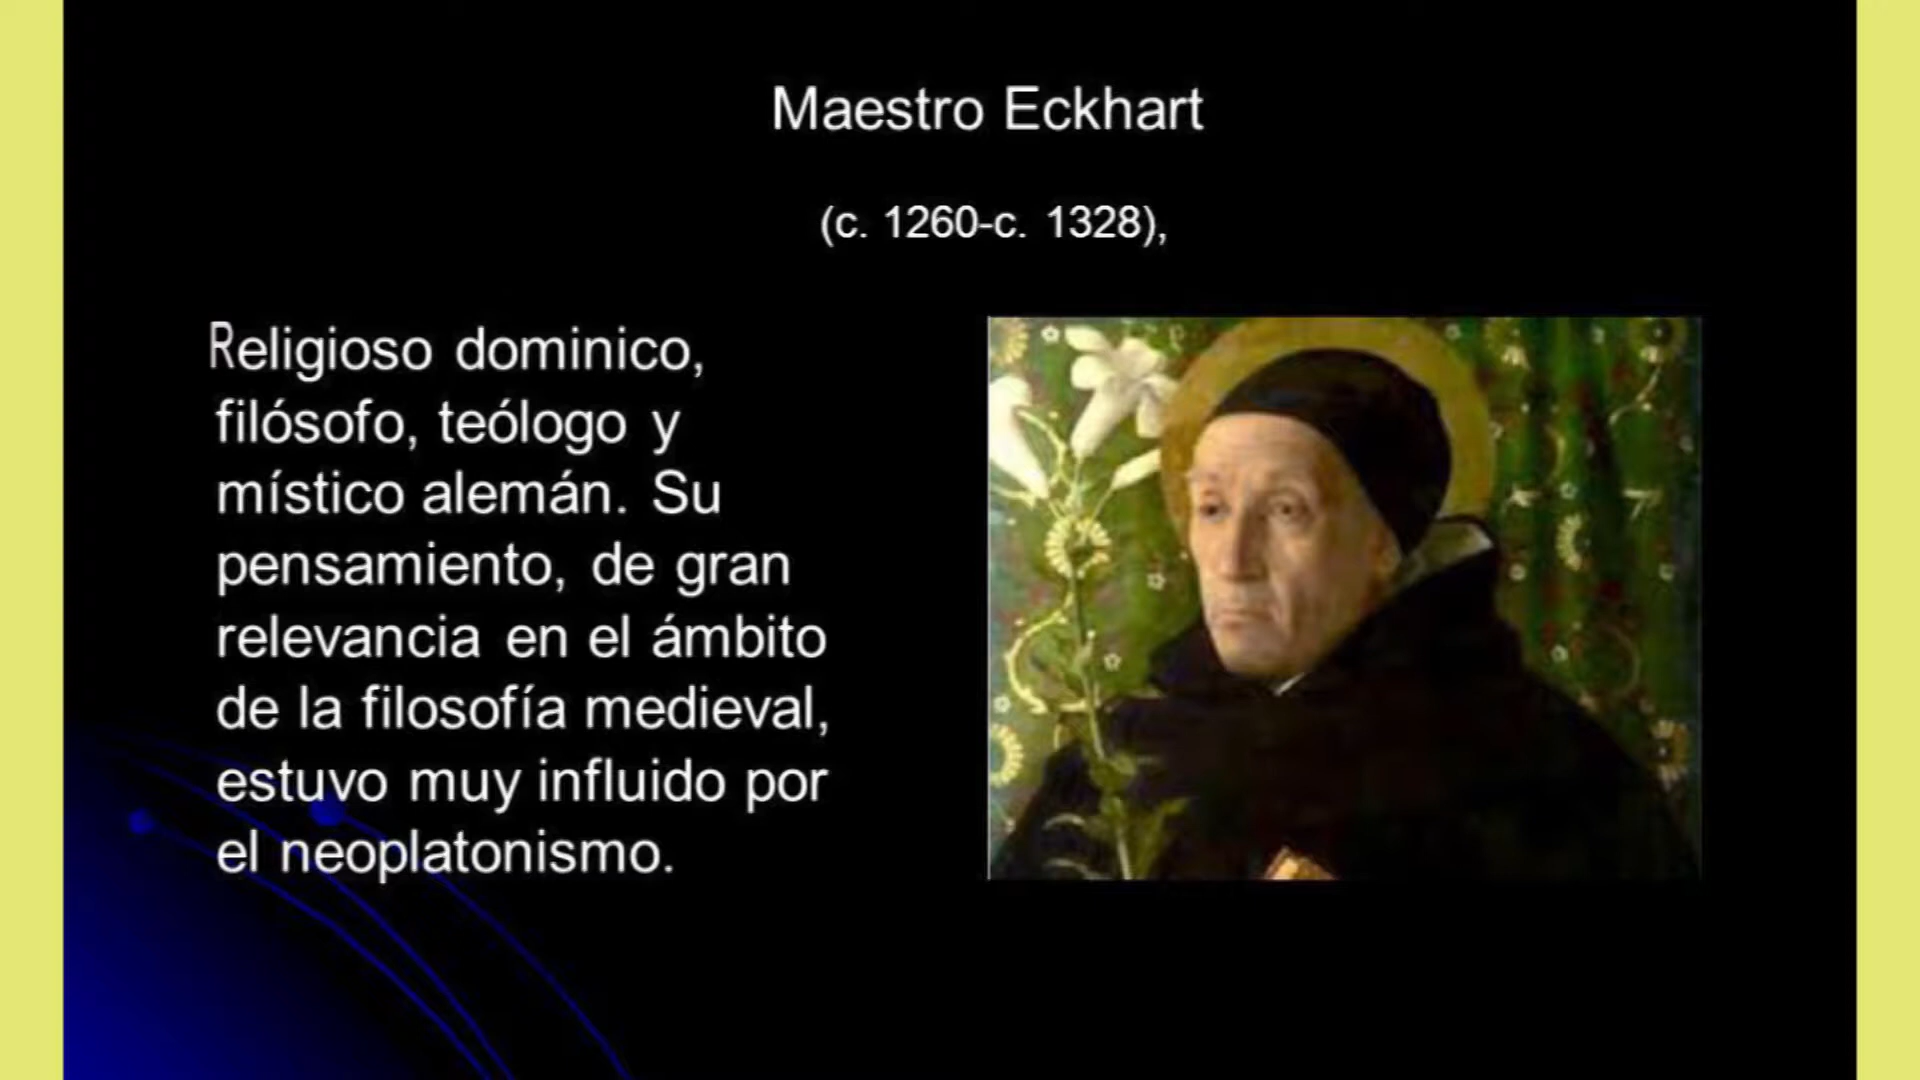 Maestro Eckhart
(c. 1260-c. 1328),
Religioso dominico,
filósofo, teólogo y
místico alemán. Su
pensamiento, de gran
relevancia en el ámbito
de la filosofía medieval,
estuvo muy influido por
el neoplatonismo.